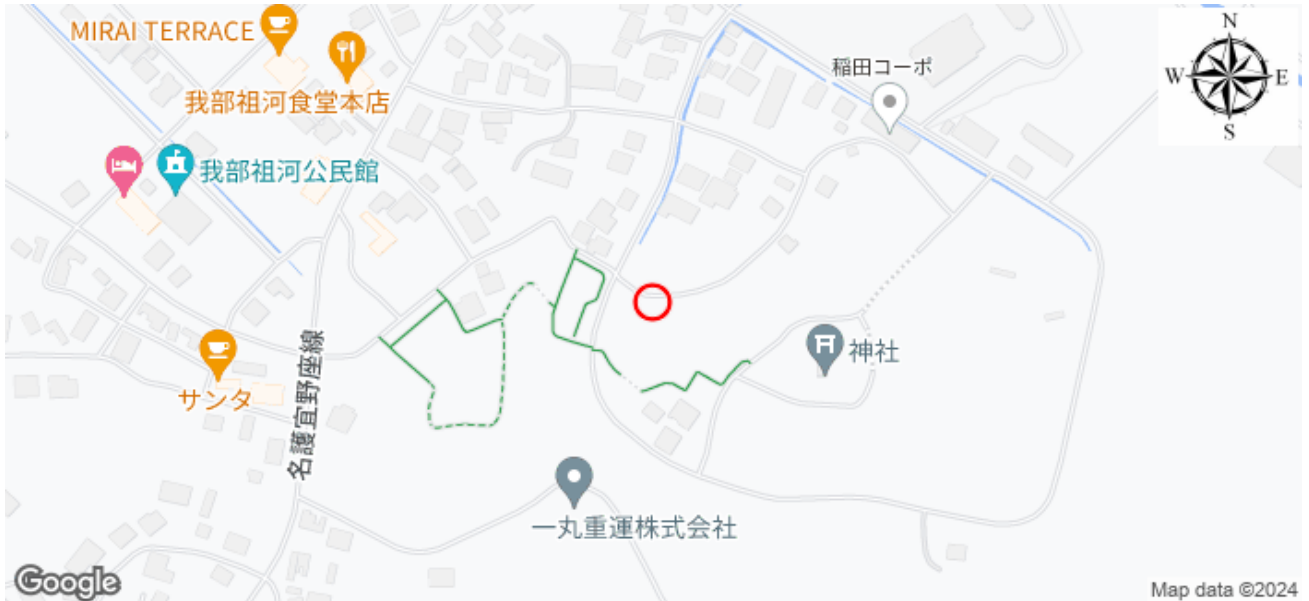 MIRAI TERRACE
我部祖河食堂本店
稲田コーポ
N
W
E
S
我部祖河公民館
神社
サンタ
名護宜野座線
一丸重運株式会社
Google
Map data ©2024